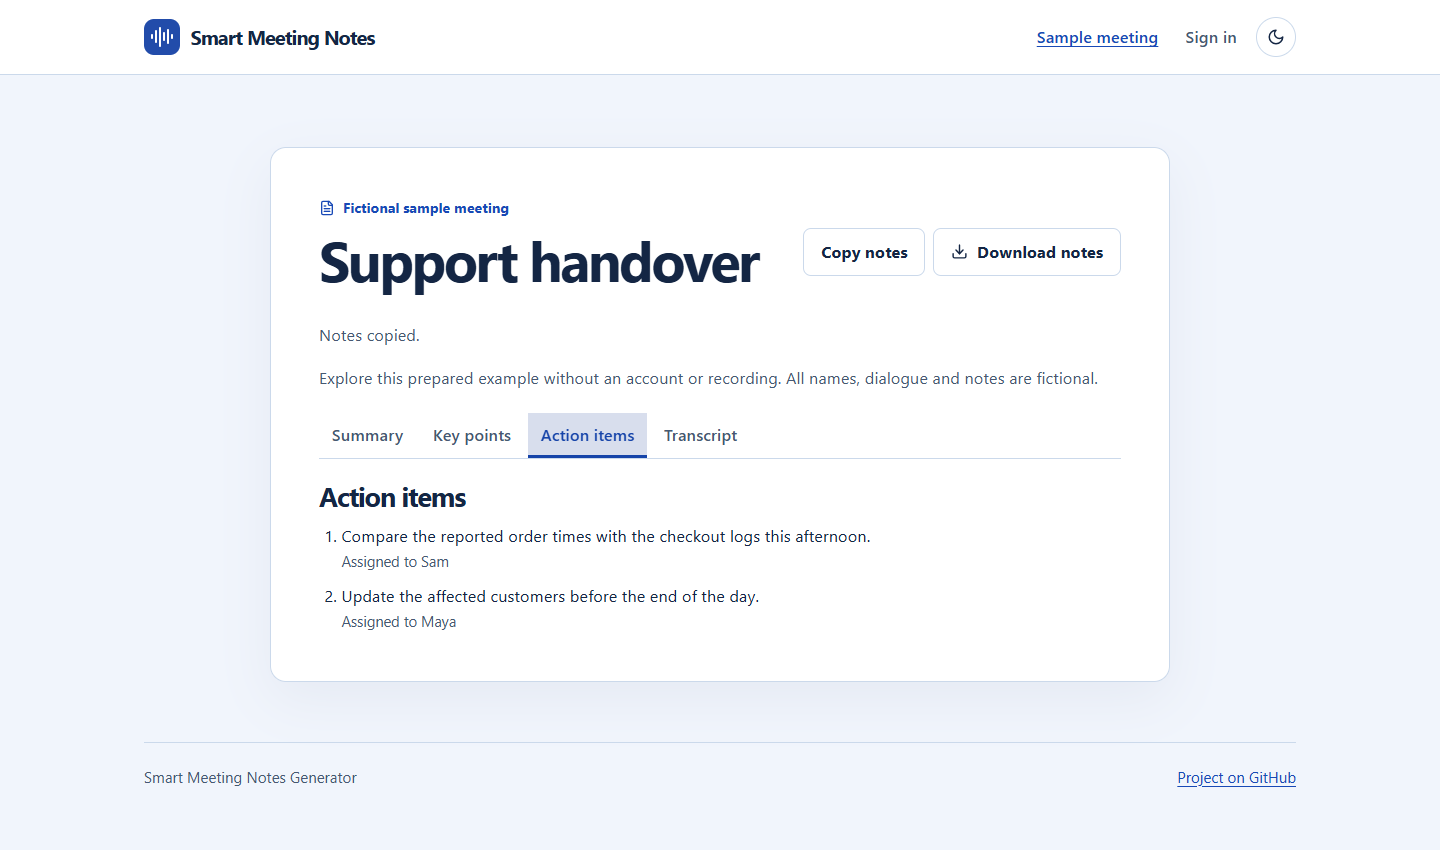 Smart Meeting Notes
Sample meeting
Sign in
Fictional sample meeting
Support handover
Copy notes
Download notes
Notes copied.
Explore this prepared example without an account or recording. All names, dialogue and notes are fictional.
Summary
Key points
Action items
Transcript
Action items
1. Compare the reported order times with the checkout logs this afternoon.
Assigned to Sam
2. Update the affected customers before the end of the day.
Assigned to Maya
Smart Meeting Notes Generator
Project on GitHub